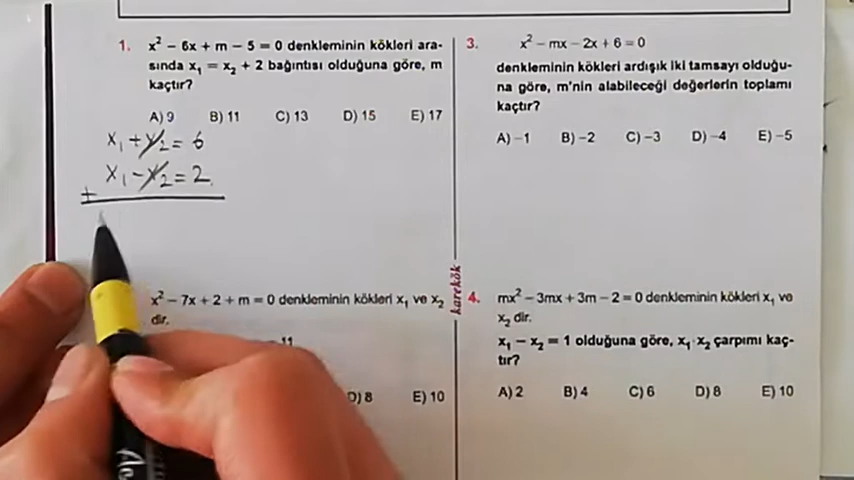 1. x² − 6x + m − 5 = 0 denkleminin kökleri ara-
sında x₁ = x₂ + 2 bağıntısı olduğuna göre, m
kaçtır?
A) 9 B) 11 C) 13 D) 15 E) 17
x₁ + x₂ = 6
x₁ − x₂ = 2
+
x² − 7x + 2 + m = 0 denkleminin kökleri x₁ ve x₂
dir.
11
D) 8 E) 10
karekök
3. x² − mx − 2x + 6 = 0
denkleminin kökleri ardışık iki tamsayı olduğu-
na göre, m'nin alabileceği değerlerin toplamı
kaçtır?
A) −1 B) −2 C) −3 D) −4 E) −5
4. mx² − 3mx + 3m − 2 = 0 denkleminin kökleri x₁ ve
x₂ dir.
x₁ − x₂ = 1 olduğuna göre, x₁·x₂ çarpımı kaç-
tır?
A) 2 B) 4 C) 6 D) 8 E) 10